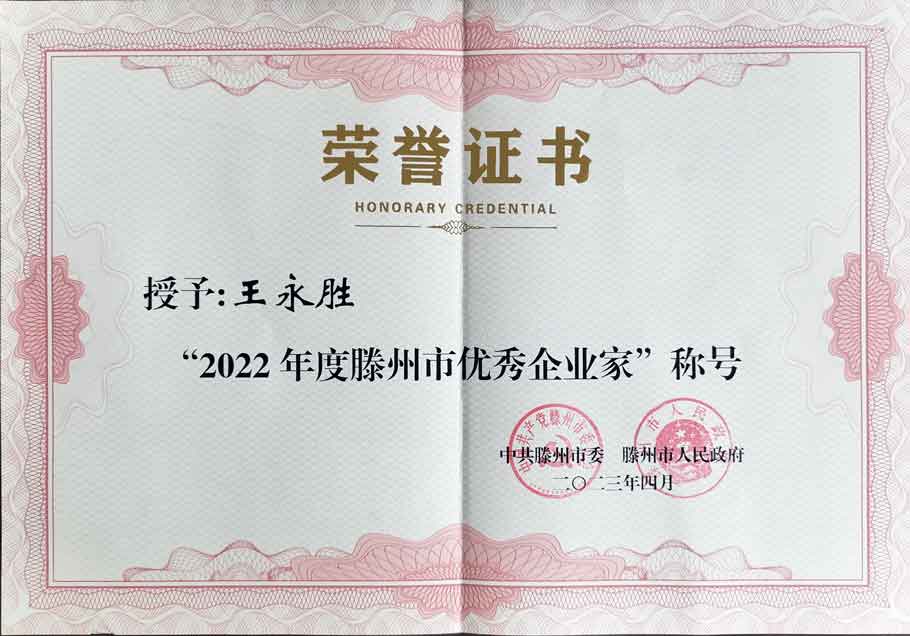 荣誉证书
HONORARY CREDENTIAL
授予:王永胜
“2022年度滕州市优秀企业家”称号
中共滕州市委 滕州市人民政府
二〇二三年四月